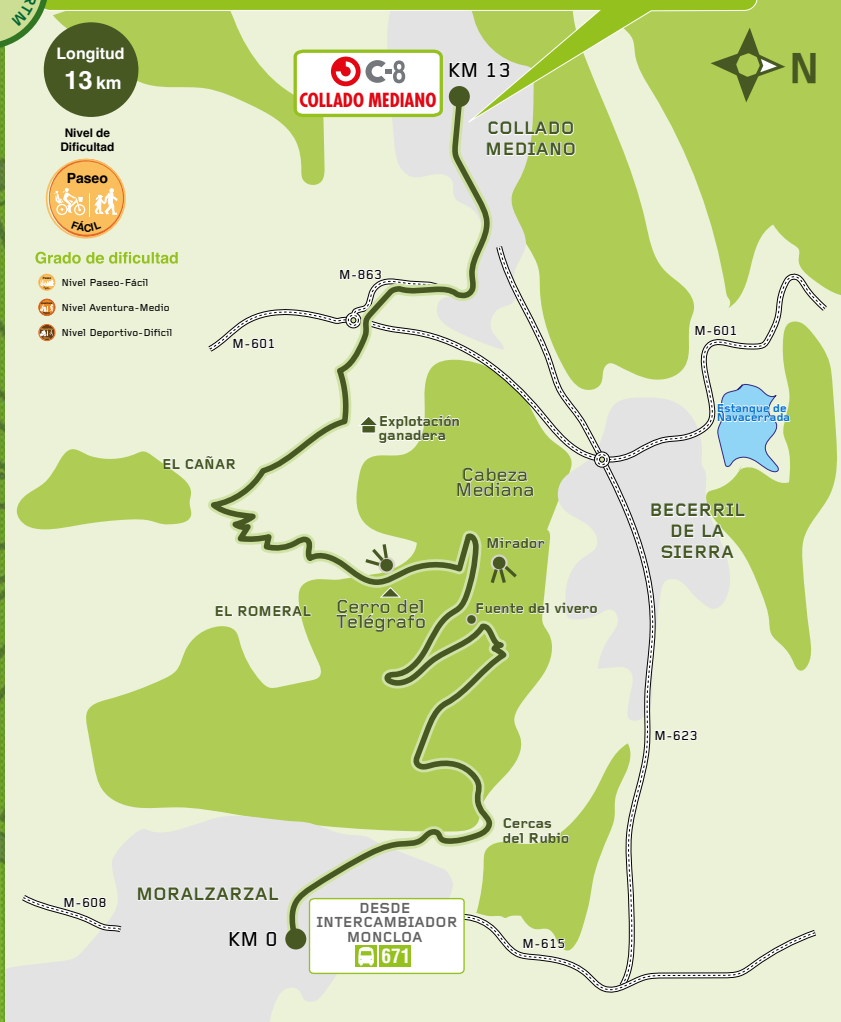 RTM
Longitud
13 km
C-8
COLLADO MEDIANO
KM 13
N
COLLADO
MEDIANO
Nivel de
Dificultad
Paseo
FÁCIL
Grado de dificultad
Nivel Paseo-Fácil
Nivel Aventura-Medio
Nivel Deportivo-Difícil
M-863
M-601
M-601
Estanque de
Navacerrada
Explotación
ganadera
EL CAÑAR
Cabeza
Mediana
BECERRIL
DE LA
SIERRA
Mirador
EL ROMERAL
Cerro del
Telégrafo
Fuente del vivero
M-623
Cercas
del Rubio
MORALZARZAL
M-608
KM 0
DESDE
INTERCAMBIADOR
MONCLOA
671
M-615